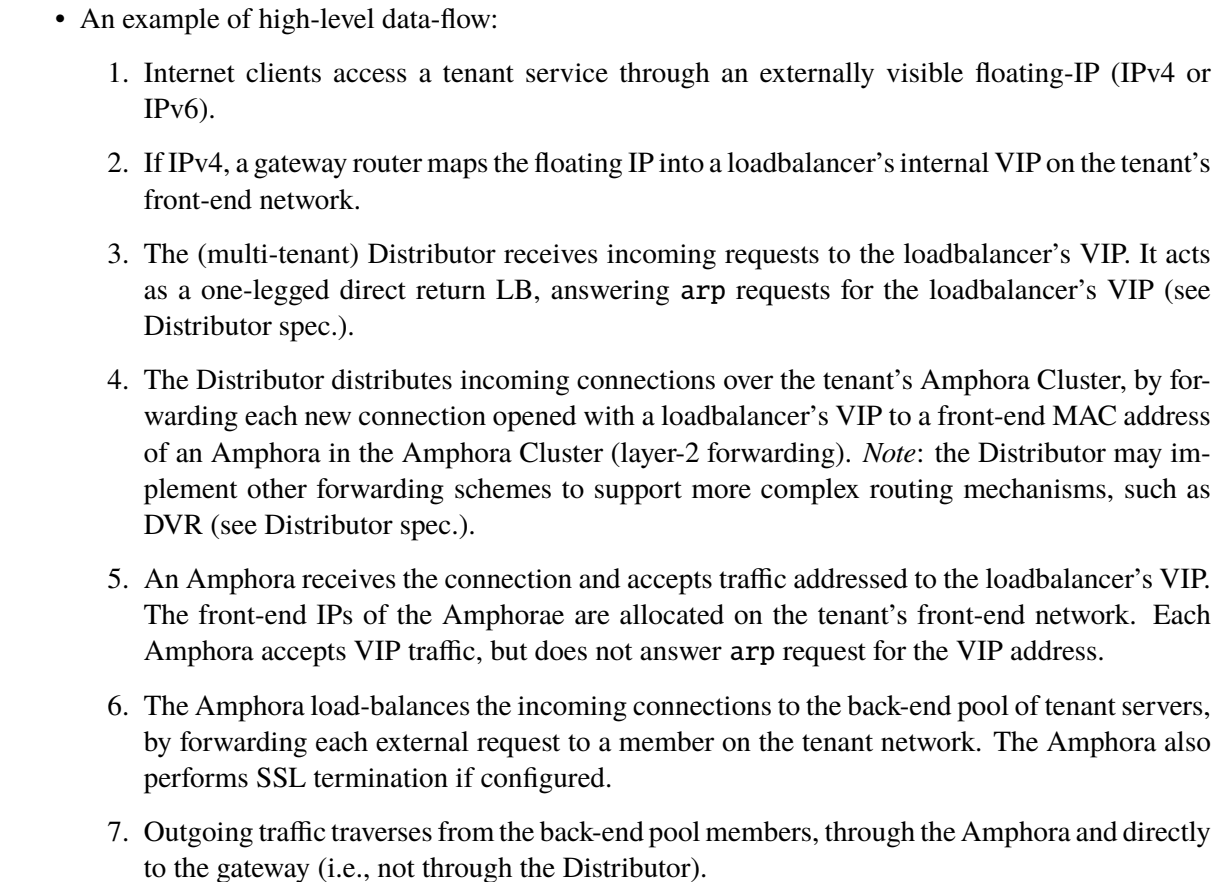 • An example of high-level data-flow:
1. Internet clients access a tenant service through an externally visible floating-IP (IPv4 or
IPv6).
2. If IPv4, a gateway router maps the floating IP into a loadbalancer's internal VIP on the tenant's
front-end network.
3. The (multi-tenant) Distributor receives incoming requests to the loadbalancer's VIP. It acts
as a one-legged direct return LB, answering arp requests for the loadbalancer's VIP (see
Distributor spec.).
4. The Distributor distributes incoming connections over the tenant's Amphora Cluster, by for-
warding each new connection opened with a loadbalancer's VIP to a front-end MAC address
of an Amphora in the Amphora Cluster (layer-2 forwarding). Note: the Distributor may im-
plement other forwarding schemes to support more complex routing mechanisms, such as
DVR (see Distributor spec.).
5. An Amphora receives the connection and accepts traffic addressed to the loadbalancer's VIP.
The front-end IPs of the Amphorae are allocated on the tenant's front-end network. Each
Amphora accepts VIP traffic, but does not answer arp request for the VIP address.
6. The Amphora load-balances the incoming connections to the back-end pool of tenant servers,
by forwarding each external request to a member on the tenant network. The Amphora also
performs SSL termination if configured.
7. Outgoing traffic traverses from the back-end pool members, through the Amphora and directly
to the gateway (i.e., not through the Distributor).